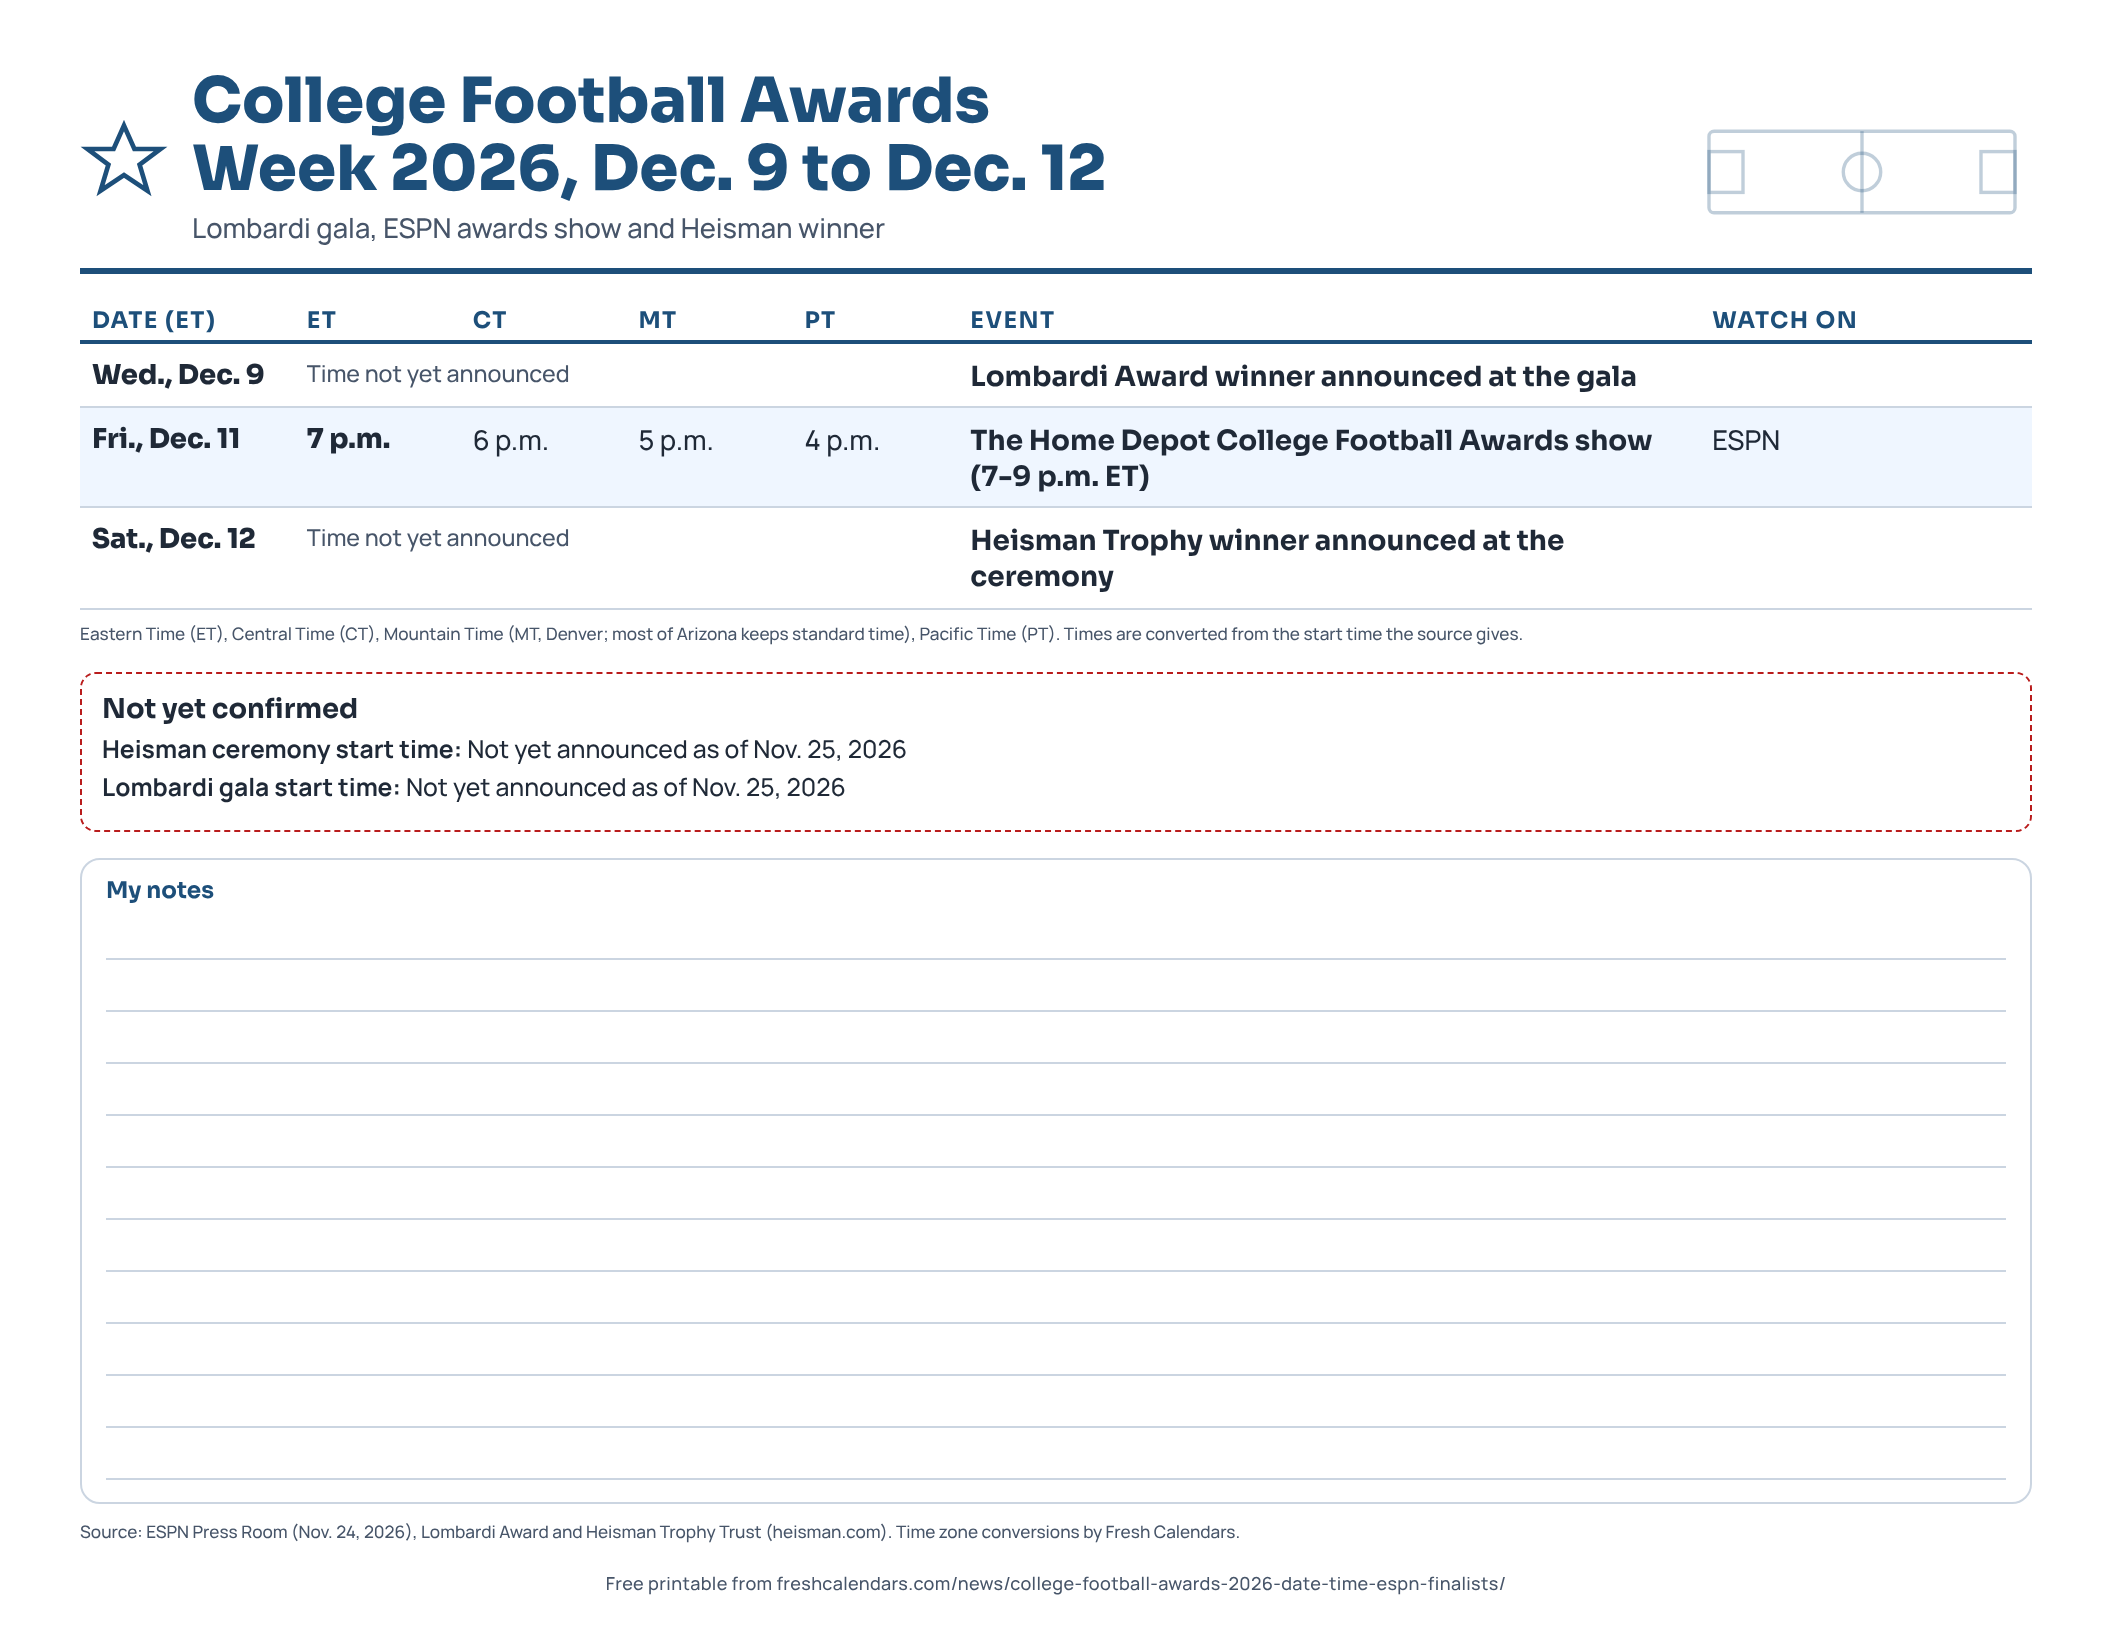 College Football Awards
Week 2026, Dec. 9 to Dec. 12
Lombardi gala, ESPN awards show and Heisman winner
DATE (ET) ET CT MT PT EVENT WATCH ON
Wed., Dec. 9 Time not yet announced Lombardi Award winner announced at the gala
Fri., Dec. 11 7 p.m. 6 p.m. 5 p.m. 4 p.m. The Home Depot College Football Awards show ESPN
(7–9 p.m. ET)
Sat., Dec. 12 Time not yet announced Heisman Trophy winner announced at the
ceremony
Eastern Time (ET), Central Time (CT), Mountain Time (MT, Denver; most of Arizona keeps standard time), Pacific Time (PT). Times are converted from the start time the source gives.
Not yet confirmed
Heisman ceremony start time: Not yet announced as of Nov. 25, 2026
Lombardi gala start time: Not yet announced as of Nov. 25, 2026
My notes
Source: ESPN Press Room (Nov. 24, 2026), Lombardi Award and Heisman Trophy Trust (heisman.com). Time zone conversions by Fresh Calendars.
Free printable from freshcalendars.com/news/college-football-awards-2026-date-time-espn-finalists/